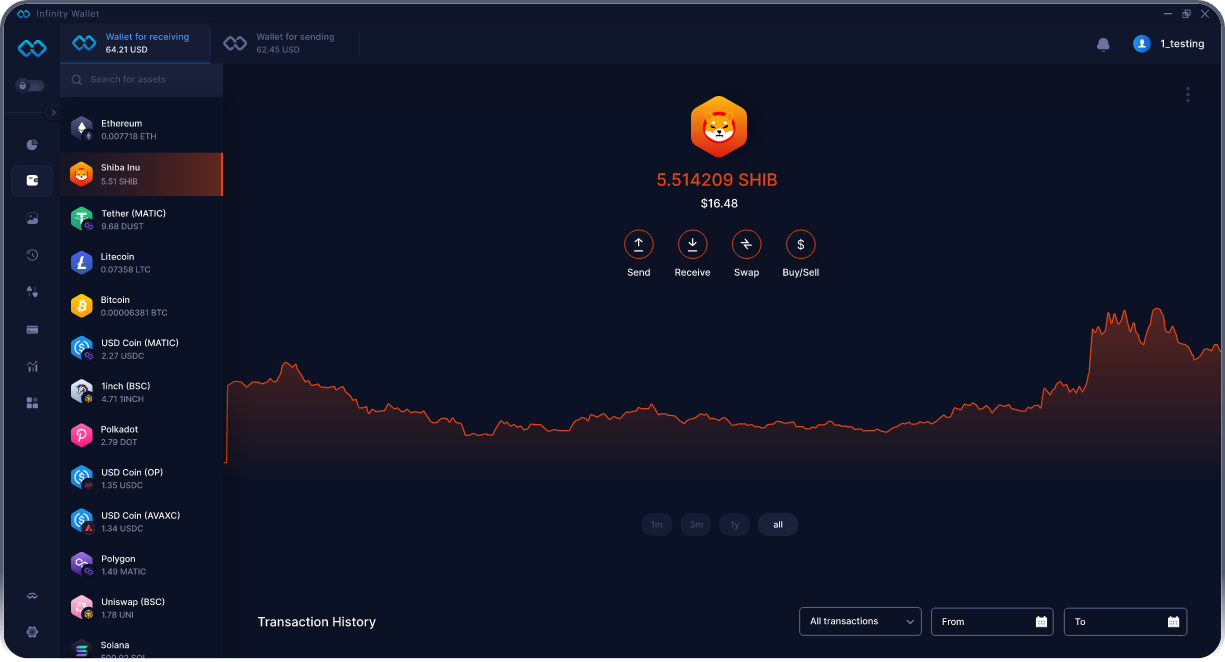 Infinity Wallet
Wallet for receiving
64.21 USD
Wallet for sending
62.45 USD
1_testing
Search for assets
Ethereum
0.007718 ETH
Shiba Inu
5.51 SHIB
Tether (MATIC)
9.68 DUST
Litecoin
0.07358 LTC
Bitcoin
0.00006381 BTC
USD Coin (MATIC)
2.27 USDC
1inch (BSC)
4.71 1INCH
Polkadot
2.79 DOT
USD Coin (OP)
1.35 USDC
USD Coin (AVAXC)
1.34 USDC
Polygon
1.49 MATIC
Uniswap (BSC)
1.78 UNI
Solana
5.514209 SHIB
$16.48
Send
Receive
Swap
Buy/Sell
1m
3m
1y
all
Transaction History
All transactions
From
To